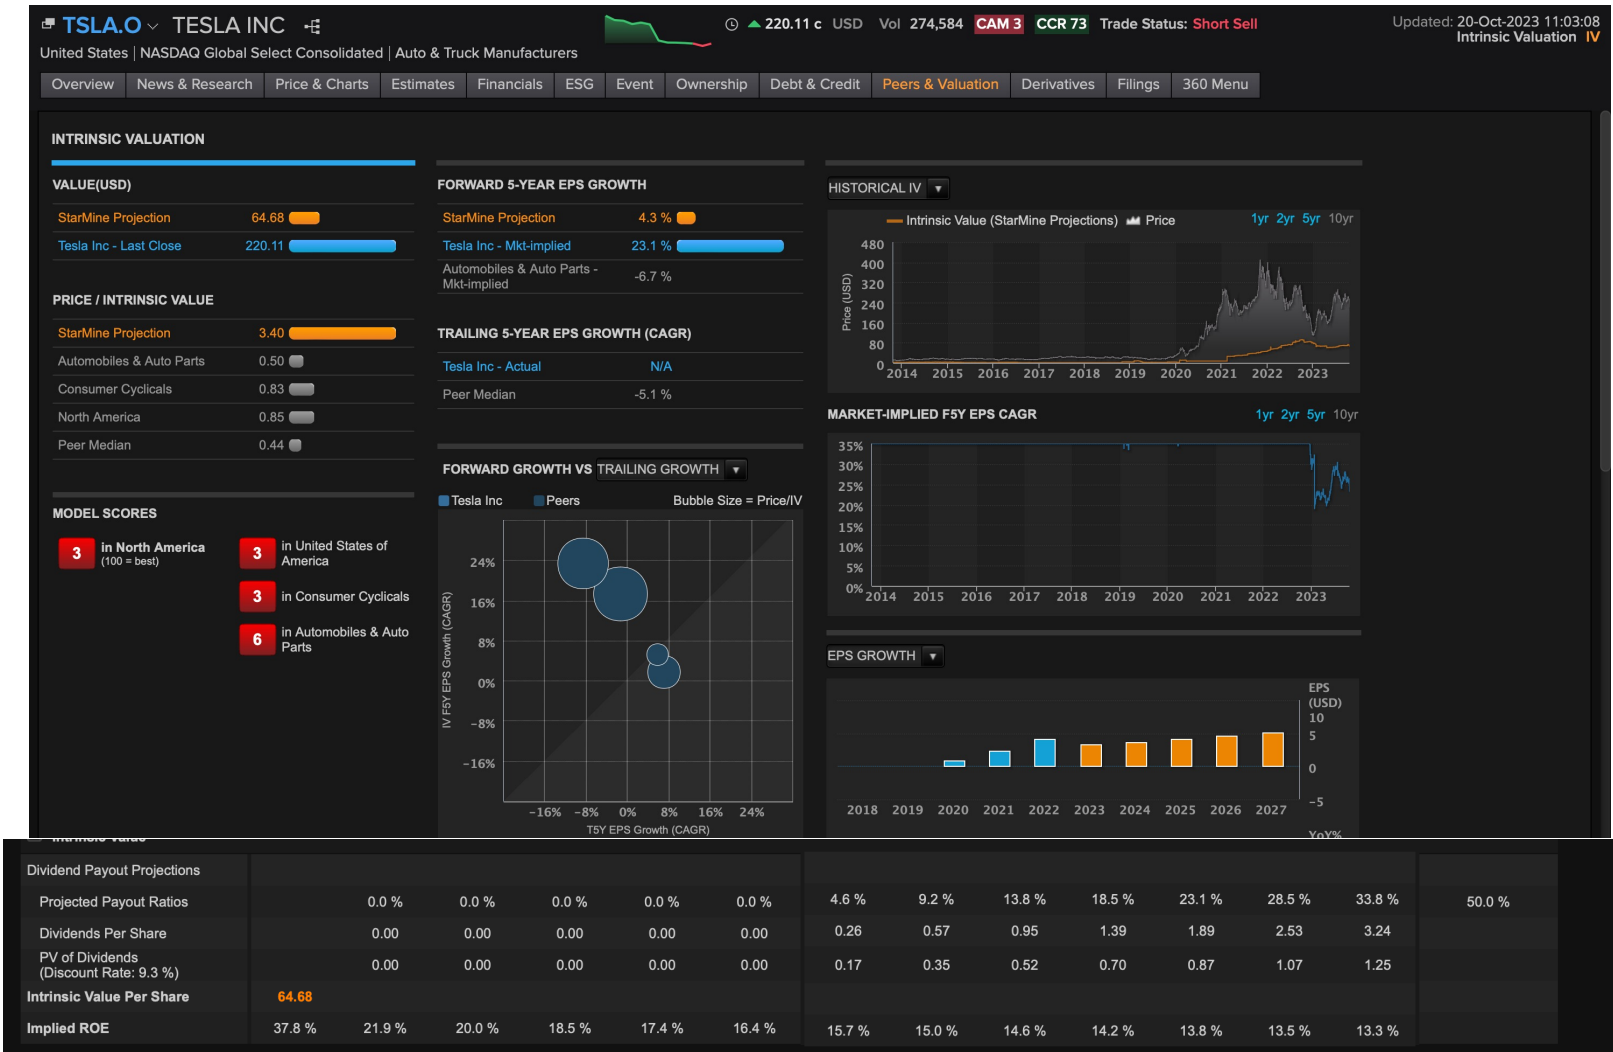 TSLA.O TESLA INC 220.11 c USD Vol 274,584 CAM 3 CCR 73 Trade Status: Short Sell Updated: 20-Oct-2023 11:03:08
Intrinsic Valuation IV
United States | NASDAQ Global Select Consolidated | Auto & Truck Manufacturers
Overview News & Research Price & Charts Estimates Financials ESG Event Ownership Debt & Credit Peers & Valuation Derivatives Filings 360 Menu
INTRINSIC VALUATION
VALUE(USD)
StarMine Projection 64.68
Tesla Inc - Last Close 220.11
PRICE / INTRINSIC VALUE
StarMine Projection 3.40
Automobiles & Auto Parts 0.50
Consumer Cyclicals 0.83
North America 0.85
Peer Median 0.44
MODEL SCORES
3 in North America
(100 = best)
3 in United States of
America
3 in Consumer Cyclicals
6 in Automobiles & Auto
Parts
FORWARD 5-YEAR EPS GROWTH
StarMine Projection 4.3 %
Tesla Inc - Mkt-implied 23.1 %
Automobiles & Auto Parts -
Mkt-implied -6.7 %
TRAILING 5-YEAR EPS GROWTH (CAGR)
Tesla Inc - Actual N/A
Peer Median -5.1 %
FORWARD GROWTH VS TRAILING GROWTH
Tesla Inc Peers Bubble Size = Price/IV
IV F5Y EPS Growth (CAGR)
24%
16%
8%
0%
-8%
-16%
-16% -8% 0% 8% 16% 24%
T5Y EPS Growth (CAGR)
HISTORICAL IV
Intrinsic Value (StarMine Projections) Price 1yr 2yr 5yr 10yr
Price (USD)
480
400
320
240
160
80
0
2014 2015 2016 2017 2018 2019 2020 2021 2022 2023
MARKET-IMPLIED F5Y EPS CAGR 1yr 2yr 5yr 10yr
35%
30%
25%
20%
15%
10%
5%
0%
2014 2015 2016 2017 2018 2019 2020 2021 2022 2023
EPS GROWTH
EPS
(USD)
10
5
0
-5
2018 2019 2020 2021 2022 2023 2024 2025 2026 2027
YoY%
Intrinsic Value
Dividend Payout Projections
Projected Payout Ratios 0.0 % 0.0 % 0.0 % 0.0 % 0.0 % 4.6 % 9.2 % 13.8 % 18.5 % 23.1 % 28.5 % 33.8 % 50.0 %
Dividends Per Share 0.00 0.00 0.00 0.00 0.00 0.26 0.57 0.95 1.39 1.89 2.53 3.24
PV of Dividends
(Discount Rate: 9.3 %) 0.00 0.00 0.00 0.00 0.00 0.17 0.35 0.52 0.70 0.87 1.07 1.25
Intrinsic Value Per Share 64.68
Implied ROE 37.8 % 21.9 % 20.0 % 18.5 % 17.4 % 16.4 % 15.7 % 15.0 % 14.6 % 14.2 % 13.8 % 13.5 % 13.3 %